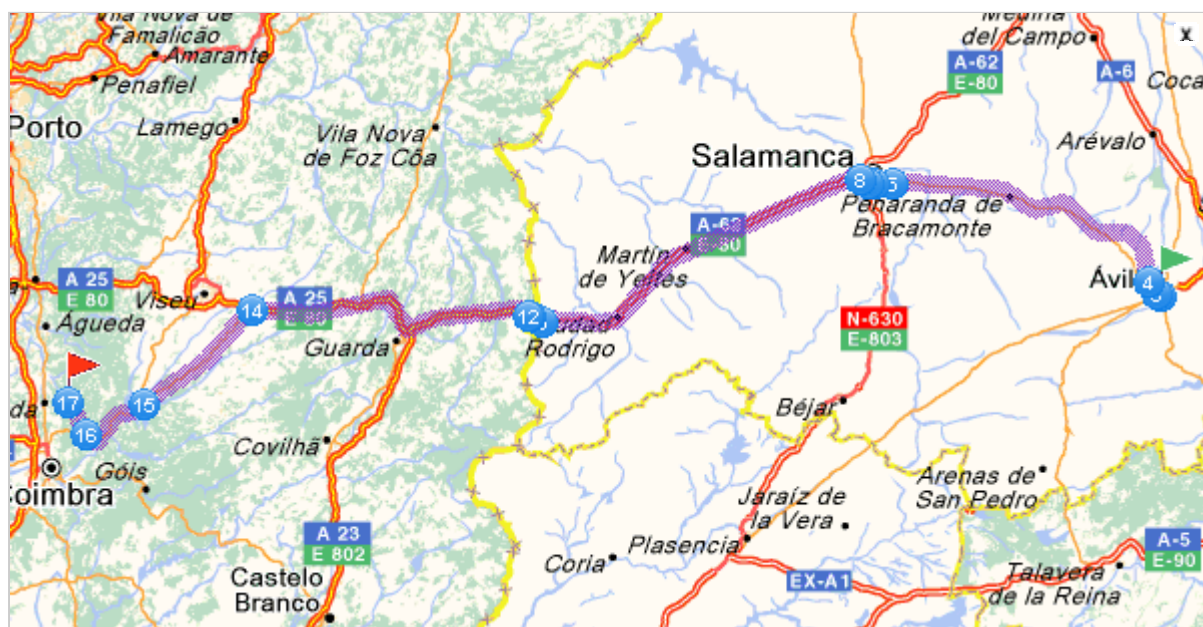 Vila Nova de
Famalicão
Amarante
Penafiel
Porto
Lamego
Vila Nova
de Foz Côa
Medina
del Campo
x
A-62
E-80
A-6
Coca
Arévalo
Salamanca
8
5
Peñaranda de
Bracamonte
A-62
E-80
Martín
de Yeltes
Ávil
4
A 25
E 80
Viseu
14
A 25
E 80
Águeda
Guarda
12
Rodrigo
N-630
E-803
17
15
16
Béjar
Covilhã
Góis
Coimbra
Arenas de
San Pedro
Jaraíz de
la Vera
A 23
E 802
Plasencia
Coria
A-5
E-90
EX-A1
Castelo
Branco
Talavera
de la Reina